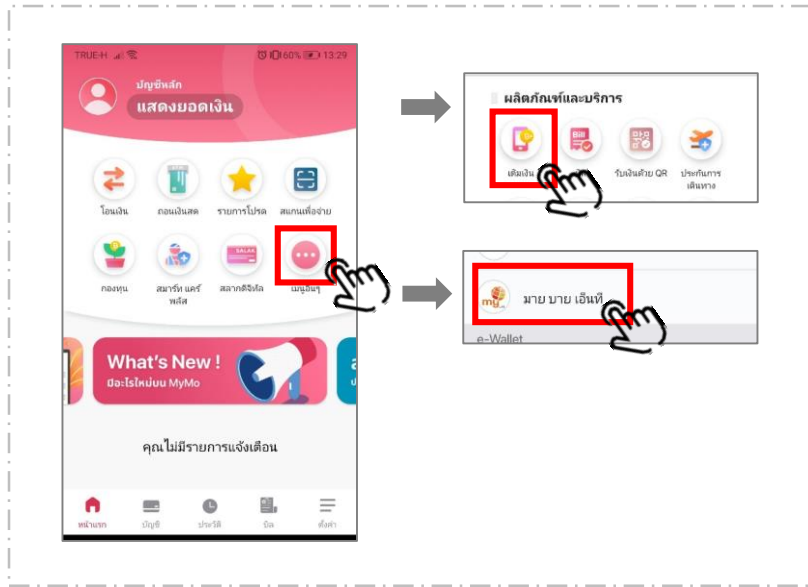 TRUE-H 60% 13:29
บัญชีหลัก
แสดงยอดเงิน
โอนเงิน ถอนเงินสด รายการโปรด สแกนเพื่อจ่าย
SALAK
กองทุน สมาร์ท แคร์ พลัส สลากดิจิทัล เมนูอื่นๆ
What's New !
มีอะไรใหม่บน MyMo
คุณไม่มีรายการแจ้งเตือน
หน้าแรก บัญชี ประวัติ บิล ตั้งค่า
ผลิตภัณฑ์และบริการ
Bill
เติมเงิน รับเงินด้วย QR ประกันการ
เดินทาง
my
มาย บาย เอ็นที
e-Wallet